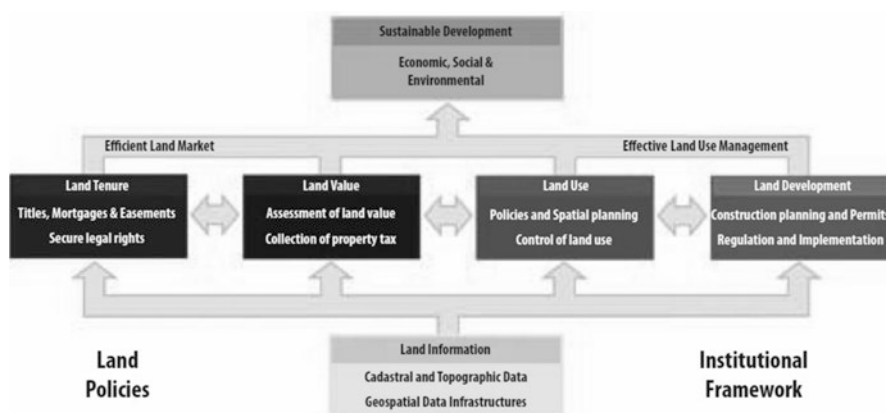 Sustainable Development
Economic, Social &
Environmental
Efficient Land Market
Effective Land Use Management
Land Tenure
Titles, Mortgages & Easements
Secure legal rights
Land Value
Assessment of land value
Collection of property tax
Land Use
Policies and Spatial planning
Control of land use
Land Development
Construction planning and Permits
Regulation and Implementation
Land
Policies
Land Information
Cadastral and Topographic Data
Geospatial Data Infrastructures
Institutional
Framework